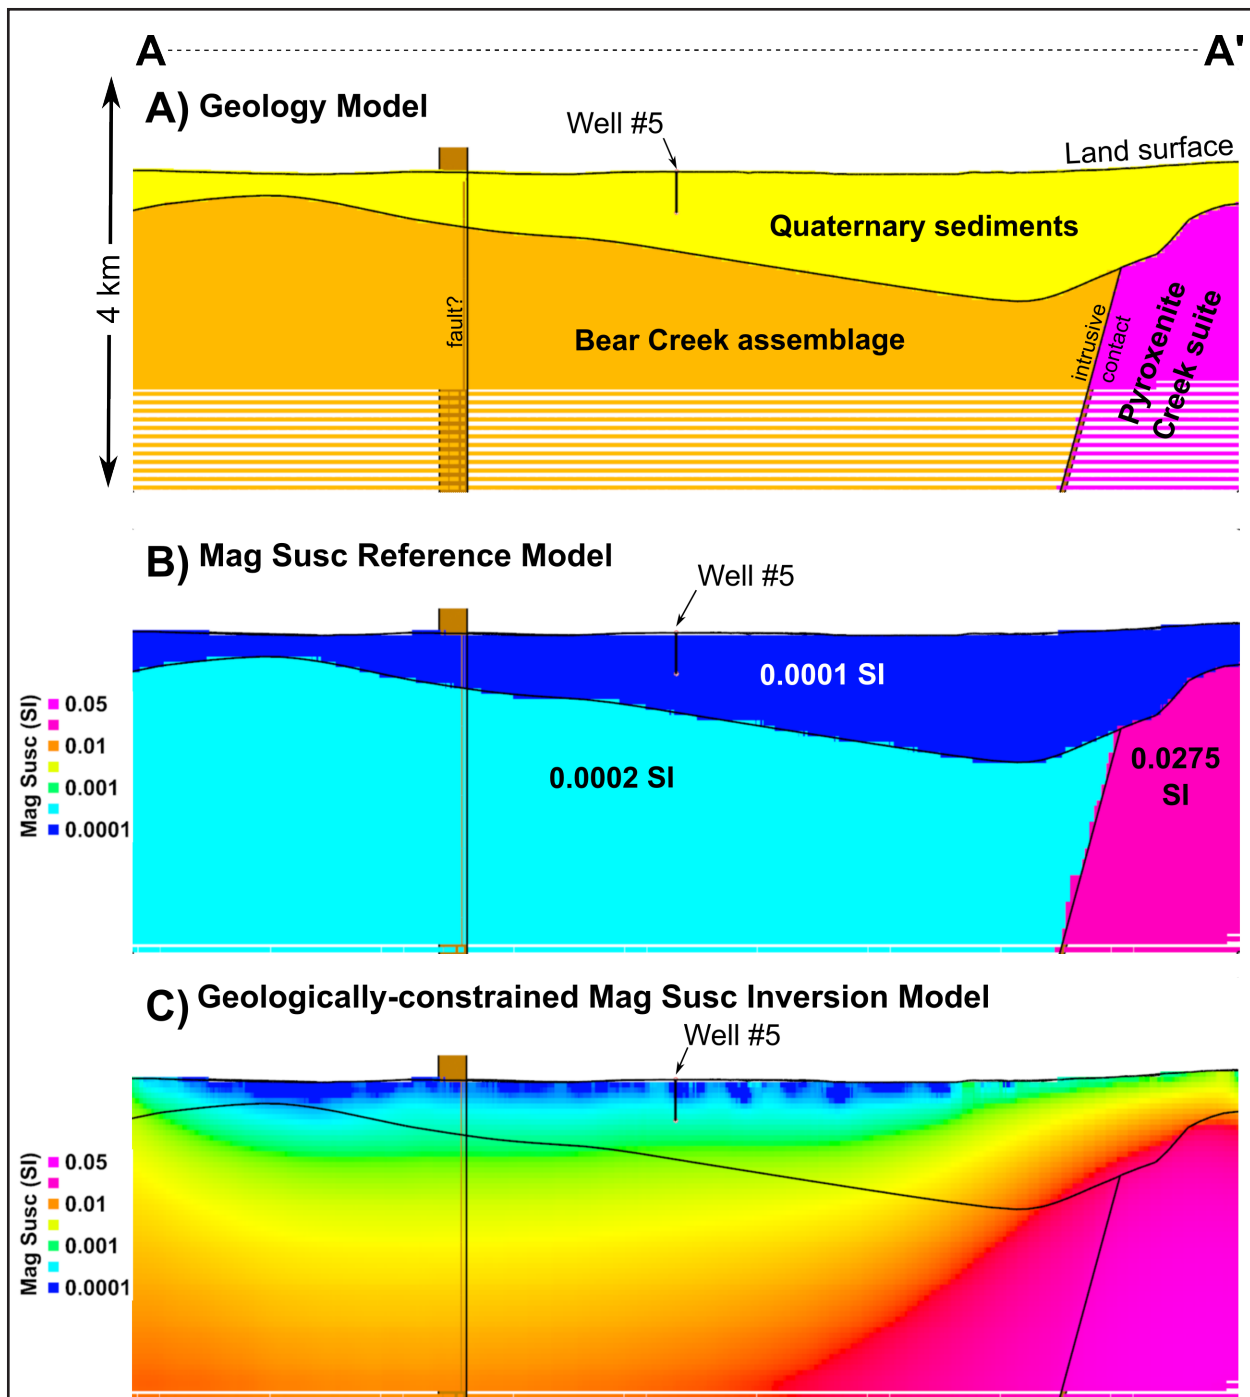 A A'
A) Geology Model
Well #5
Land surface
4 km
Quaternary sediments
fault?
Bear Creek assemblage
intrusive
contact
Pyroxenite
Creek suite
B) Mag Susc Reference Model
Well #5
0.0001 SI
Mag Susc (SI)
0.05
0.01
0.001
0.0001
0.0002 SI
0.0275
SI
C) Geologically-constrained Mag Susc Inversion Model
Well #5
Mag Susc (SI)
0.05
0.01
0.001
0.0001